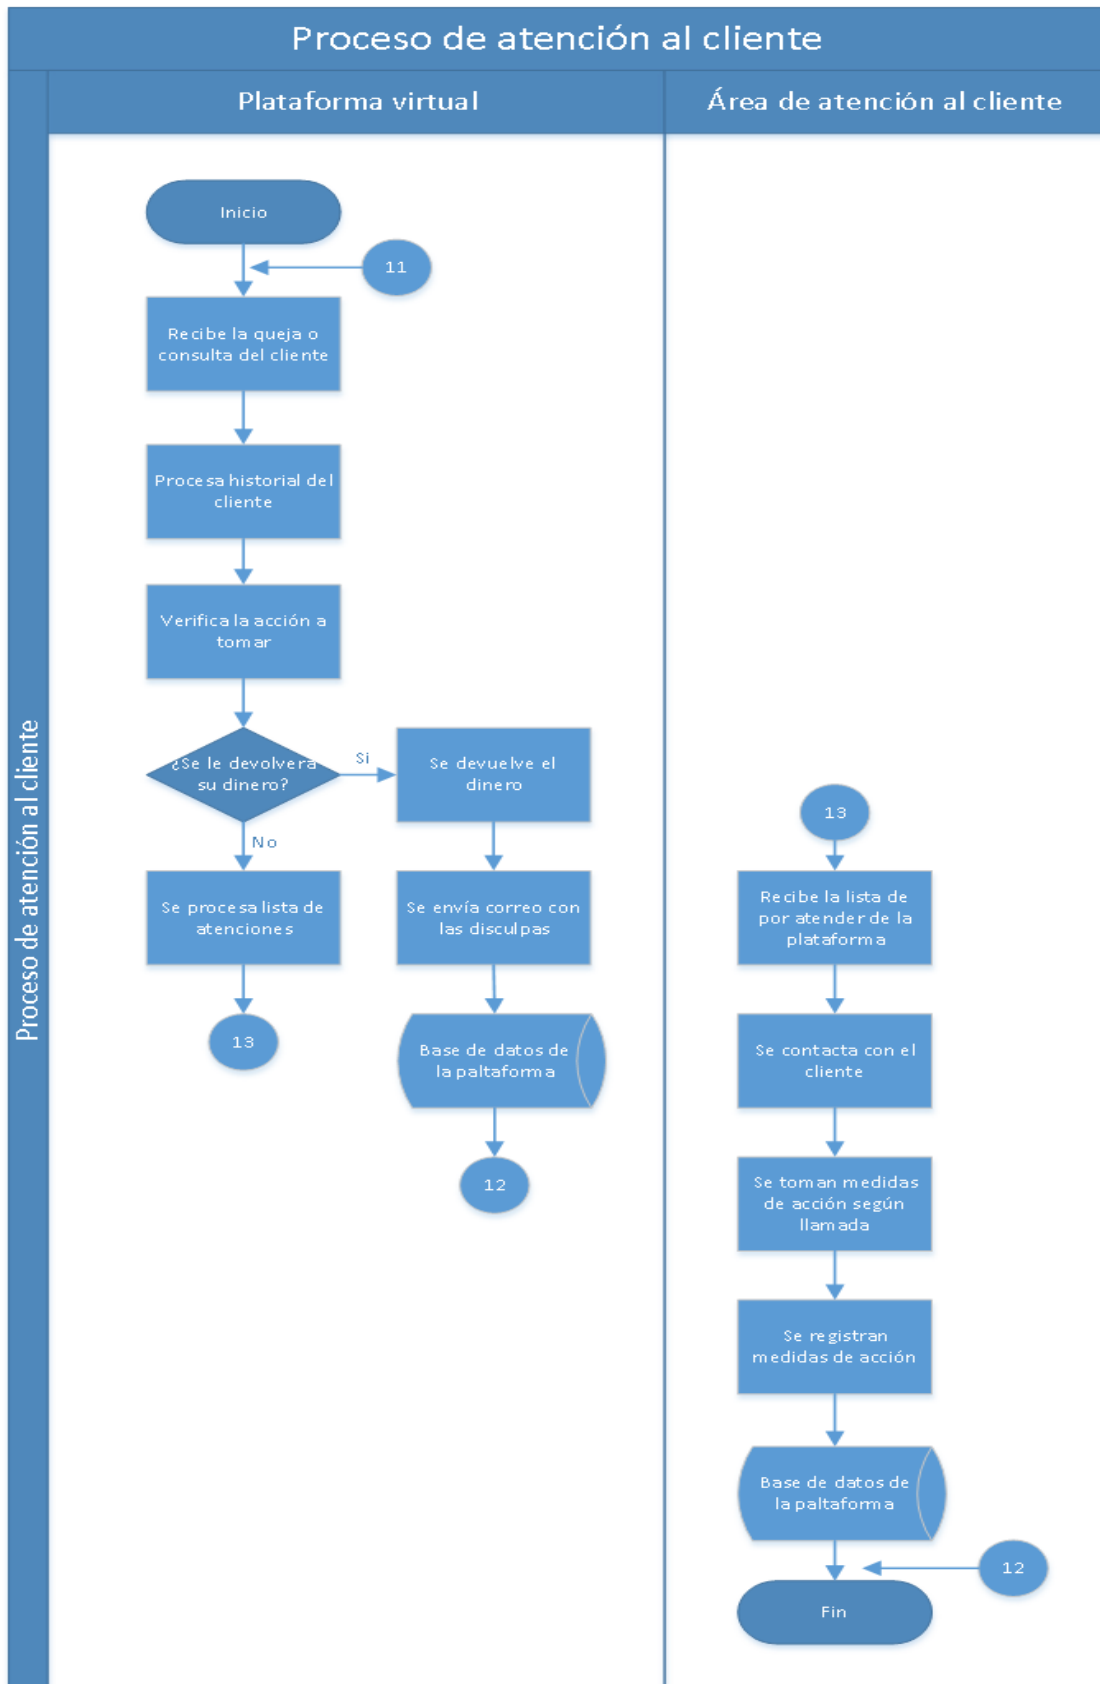 Proceso de atención al cliente
Plataforma virtual
Área de atención al cliente
Proceso de atención al cliente
Inicio
11
Recibe la queja o
consulta del cliente
Procesa historial del
cliente
Verifica la acción a
tomar
¿Se le devolverá
su dinero?
Si
Se devuelve el
dinero
No
Se procesa lista de
atenciones
13
Se envía correo con
las disculpas
Base de datos de
la paltaforma
12
13
Recibe la lista de
por atender de la
plataforma
Se contacta con el
cliente
Se toman medidas
de acción según
llamada
Se registran
medidas de acción
Base de datos de
la paltaforma
12
Fin